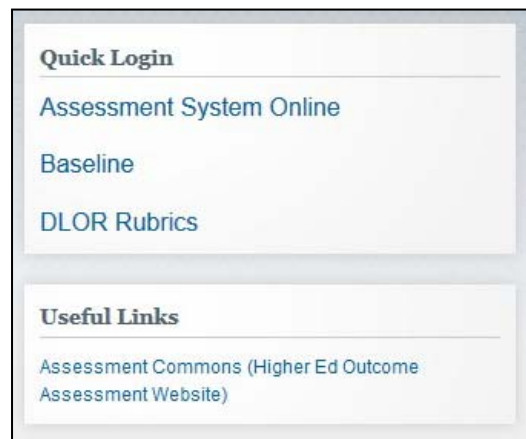 Quick Login
Assessment System Online
Baseline
DLOR Rubrics
Useful Links
Assessment Commons (Higher Ed Outcome
Assessment Website)